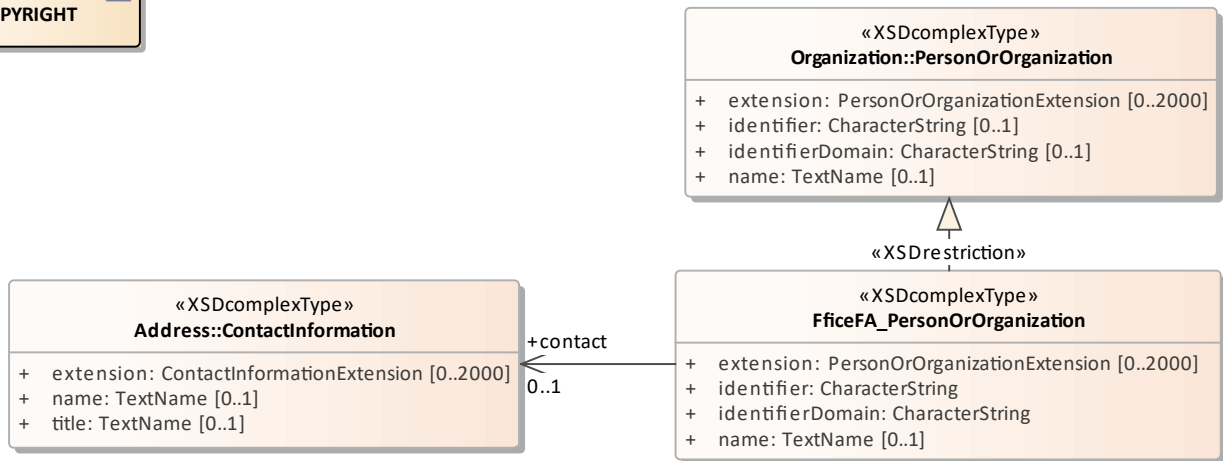 PYRIGHT
«XSDcomplexType»
Organization::PersonOrOrganization
+ extension: PersonOrOrganizationExtension [0..2000]
+ identifier: CharacterString [0..1]
+ identifierDomain: CharacterString [0..1]
+ name: TextName [0..1]
«XSDrestriction»
«XSDcomplexType»
Address::ContactInformation
+ extension: ContactInformationExtension [0..2000]
+ name: TextName [0..1]
+ title: TextName [0..1]
+contact
0..1
«XSDcomplexType»
FficeFA_PersonOrOrganization
+ extension: PersonOrOrganizationExtension [0..2000]
+ identifier: CharacterString
+ identifierDomain: CharacterString
+ name: TextName [0..1]